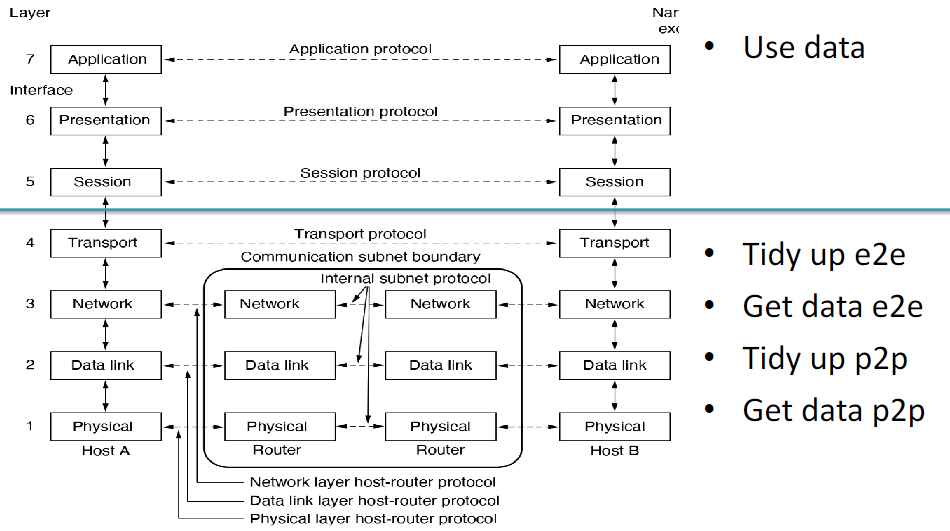 Layer
Nar
exc
7 Application Application protocol Application
• Use data
Interface
6 Presentation Presentation protocol Presentation
5 Session Session protocol Session
4 Transport Transport protocol Transport
• Tidy up e2e
Communication subnet boundary
Internal subnet protocol
3 Network Network Network Network
• Get data e2e
2 Data link Data link Data link Data link
• Tidy up p2p
1 Physical Physical Physical Physical
• Get data p2p
Host A Router Router Host B
Network layer host-router protocol
Data link layer host-router protocol
Physical layer host-router protocol